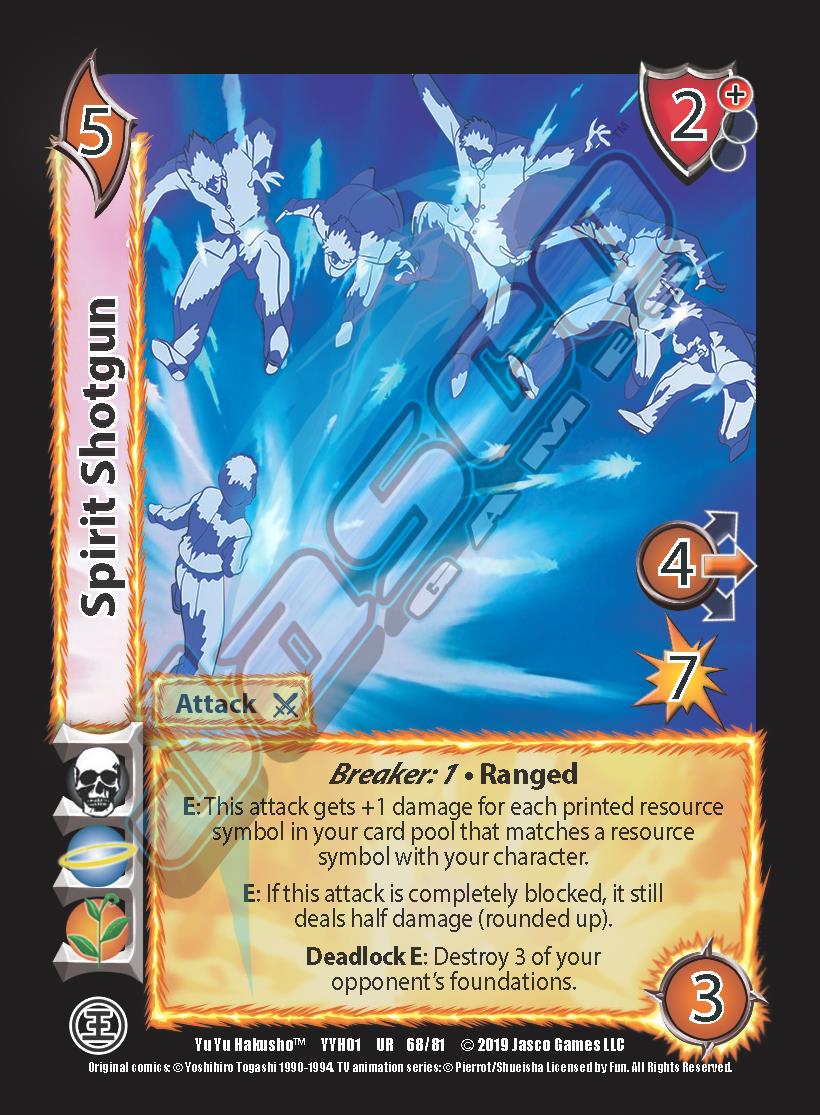 5
2
+
Spirit Shotgun
JASCO
GAMES
TM
4
7
Attack
Breaker: 1 • Ranged
E: This attack gets +1 damage for each printed resource
symbol in your card pool that matches a resource
symbol with your character.
E: If this attack is completely blocked, it still
deals half damage (rounded up).
Deadlock E: Destroy 3 of your
opponent's foundations.
3
王
Yu Yu Hakusho™ YYH01 UR 68/81 © 2019 Jasco Games LLC
Original comics: © Yoshihiro Togashi 1990-1994. TV animation series: © Pierrot/Shueisha Licensed by Fun. All Rights Reserved.